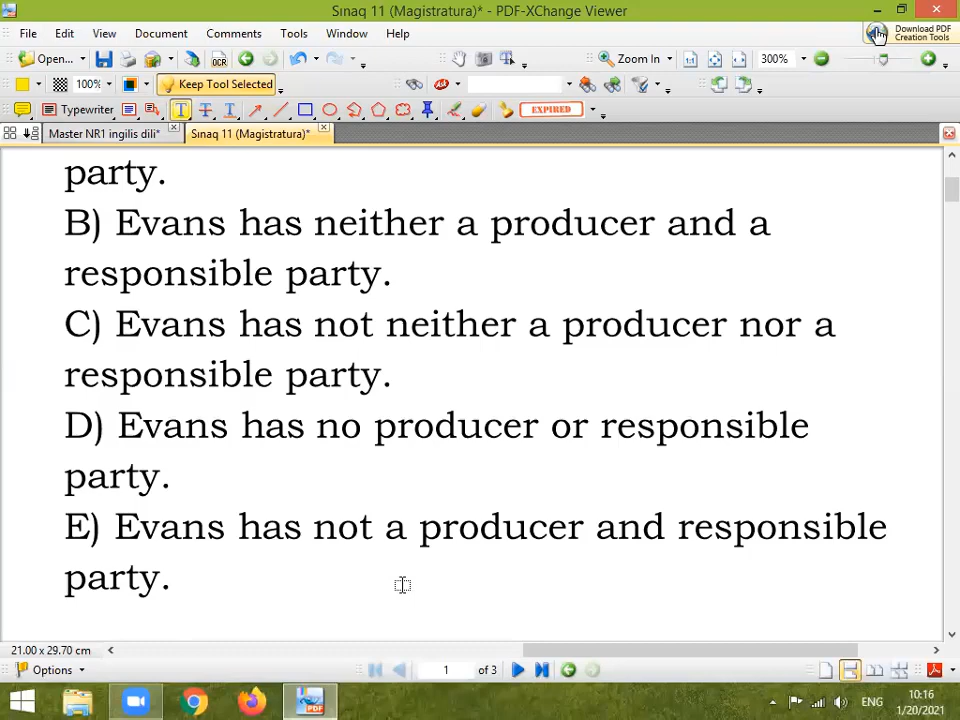 Sınaq 11 (Magistratura)* - PDF-XChange Viewer
File Edit View Document Comments Tools Window Help
Download PDF
Creation Tools
Open... OCR Zoom In 300%
100% Keep Tool Selected
Typewriter T T T EXPIRED
Master NR1 ingilis dili* Sınaq 11 (Magistratura)*
party.
B) Evans has neither a producer and a
responsible party.
C) Evans has not neither a producer nor a
responsible party.
D) Evans has no producer or responsible
party.
E) Evans has not a producer and responsible
party.
21.00 x 29.70 cm
Options 1 of 3
PDF ENG 10:16
1/20/2021